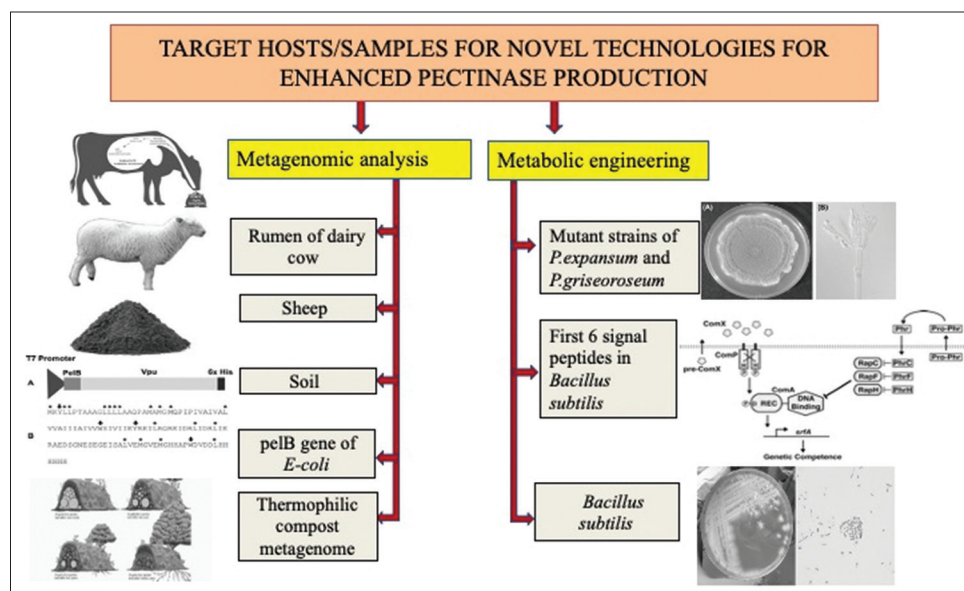 TARGET HOSTS/SAMPLES FOR NOVEL TECHNOLOGIES FOR
ENHANCED PECTINASE PRODUCTION
Metagenomic analysis
Rumen of dairy
cow
Sheep
Soil
pelB gene of
E-coli
Thermophilic
compost
metagenome
Metabolic engineering
Mutant strains of
P.expansum and
P.griseoroseum
First 6 signal
peptides in
Bacillus
subtilis
Bacillus
subtilis
T7 Promoter
PelB
Vpu
6x His
A
B
(A)
(B)
ComX
pre-ComX
ComP
ComA
P
REC
DNA
Binding
srfA
Genetic Competence
Phr
Pro-Phr
Pro-Phr
RapC
PhrC
RapF
PhrF
RapH
PhrH